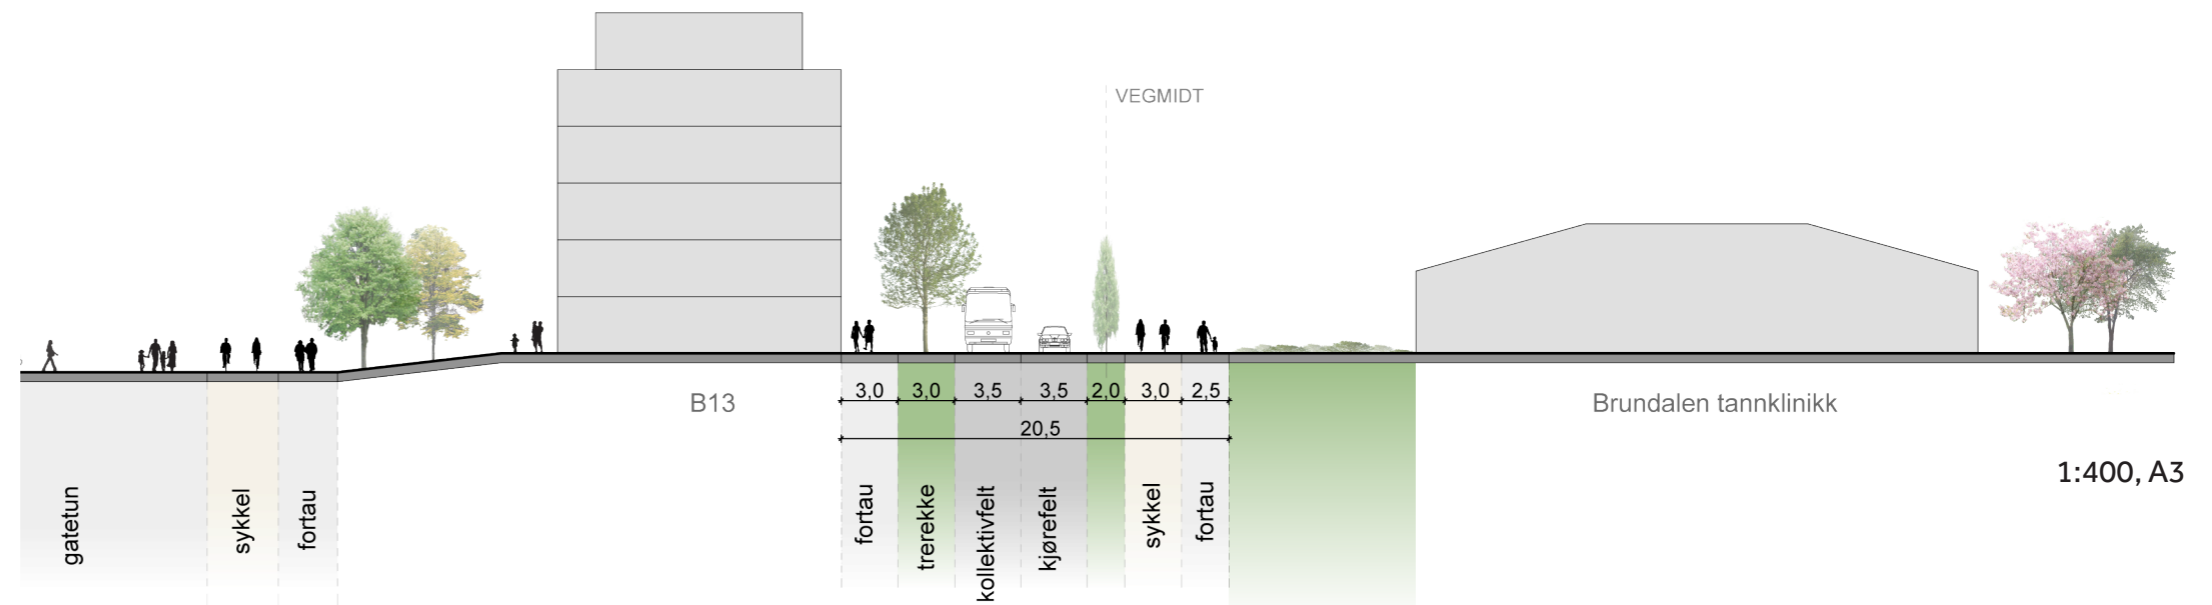 VEGMIDT
B13
Brundalen tannklinikk
3,0 3,0 3,5 3,5 2,0 3,0 2,5
20,5
1:400, A3
gatetun
sykkel
fortau
fortau
trerekke
kollektivfelt
kjørefelt
sykkel
fortau